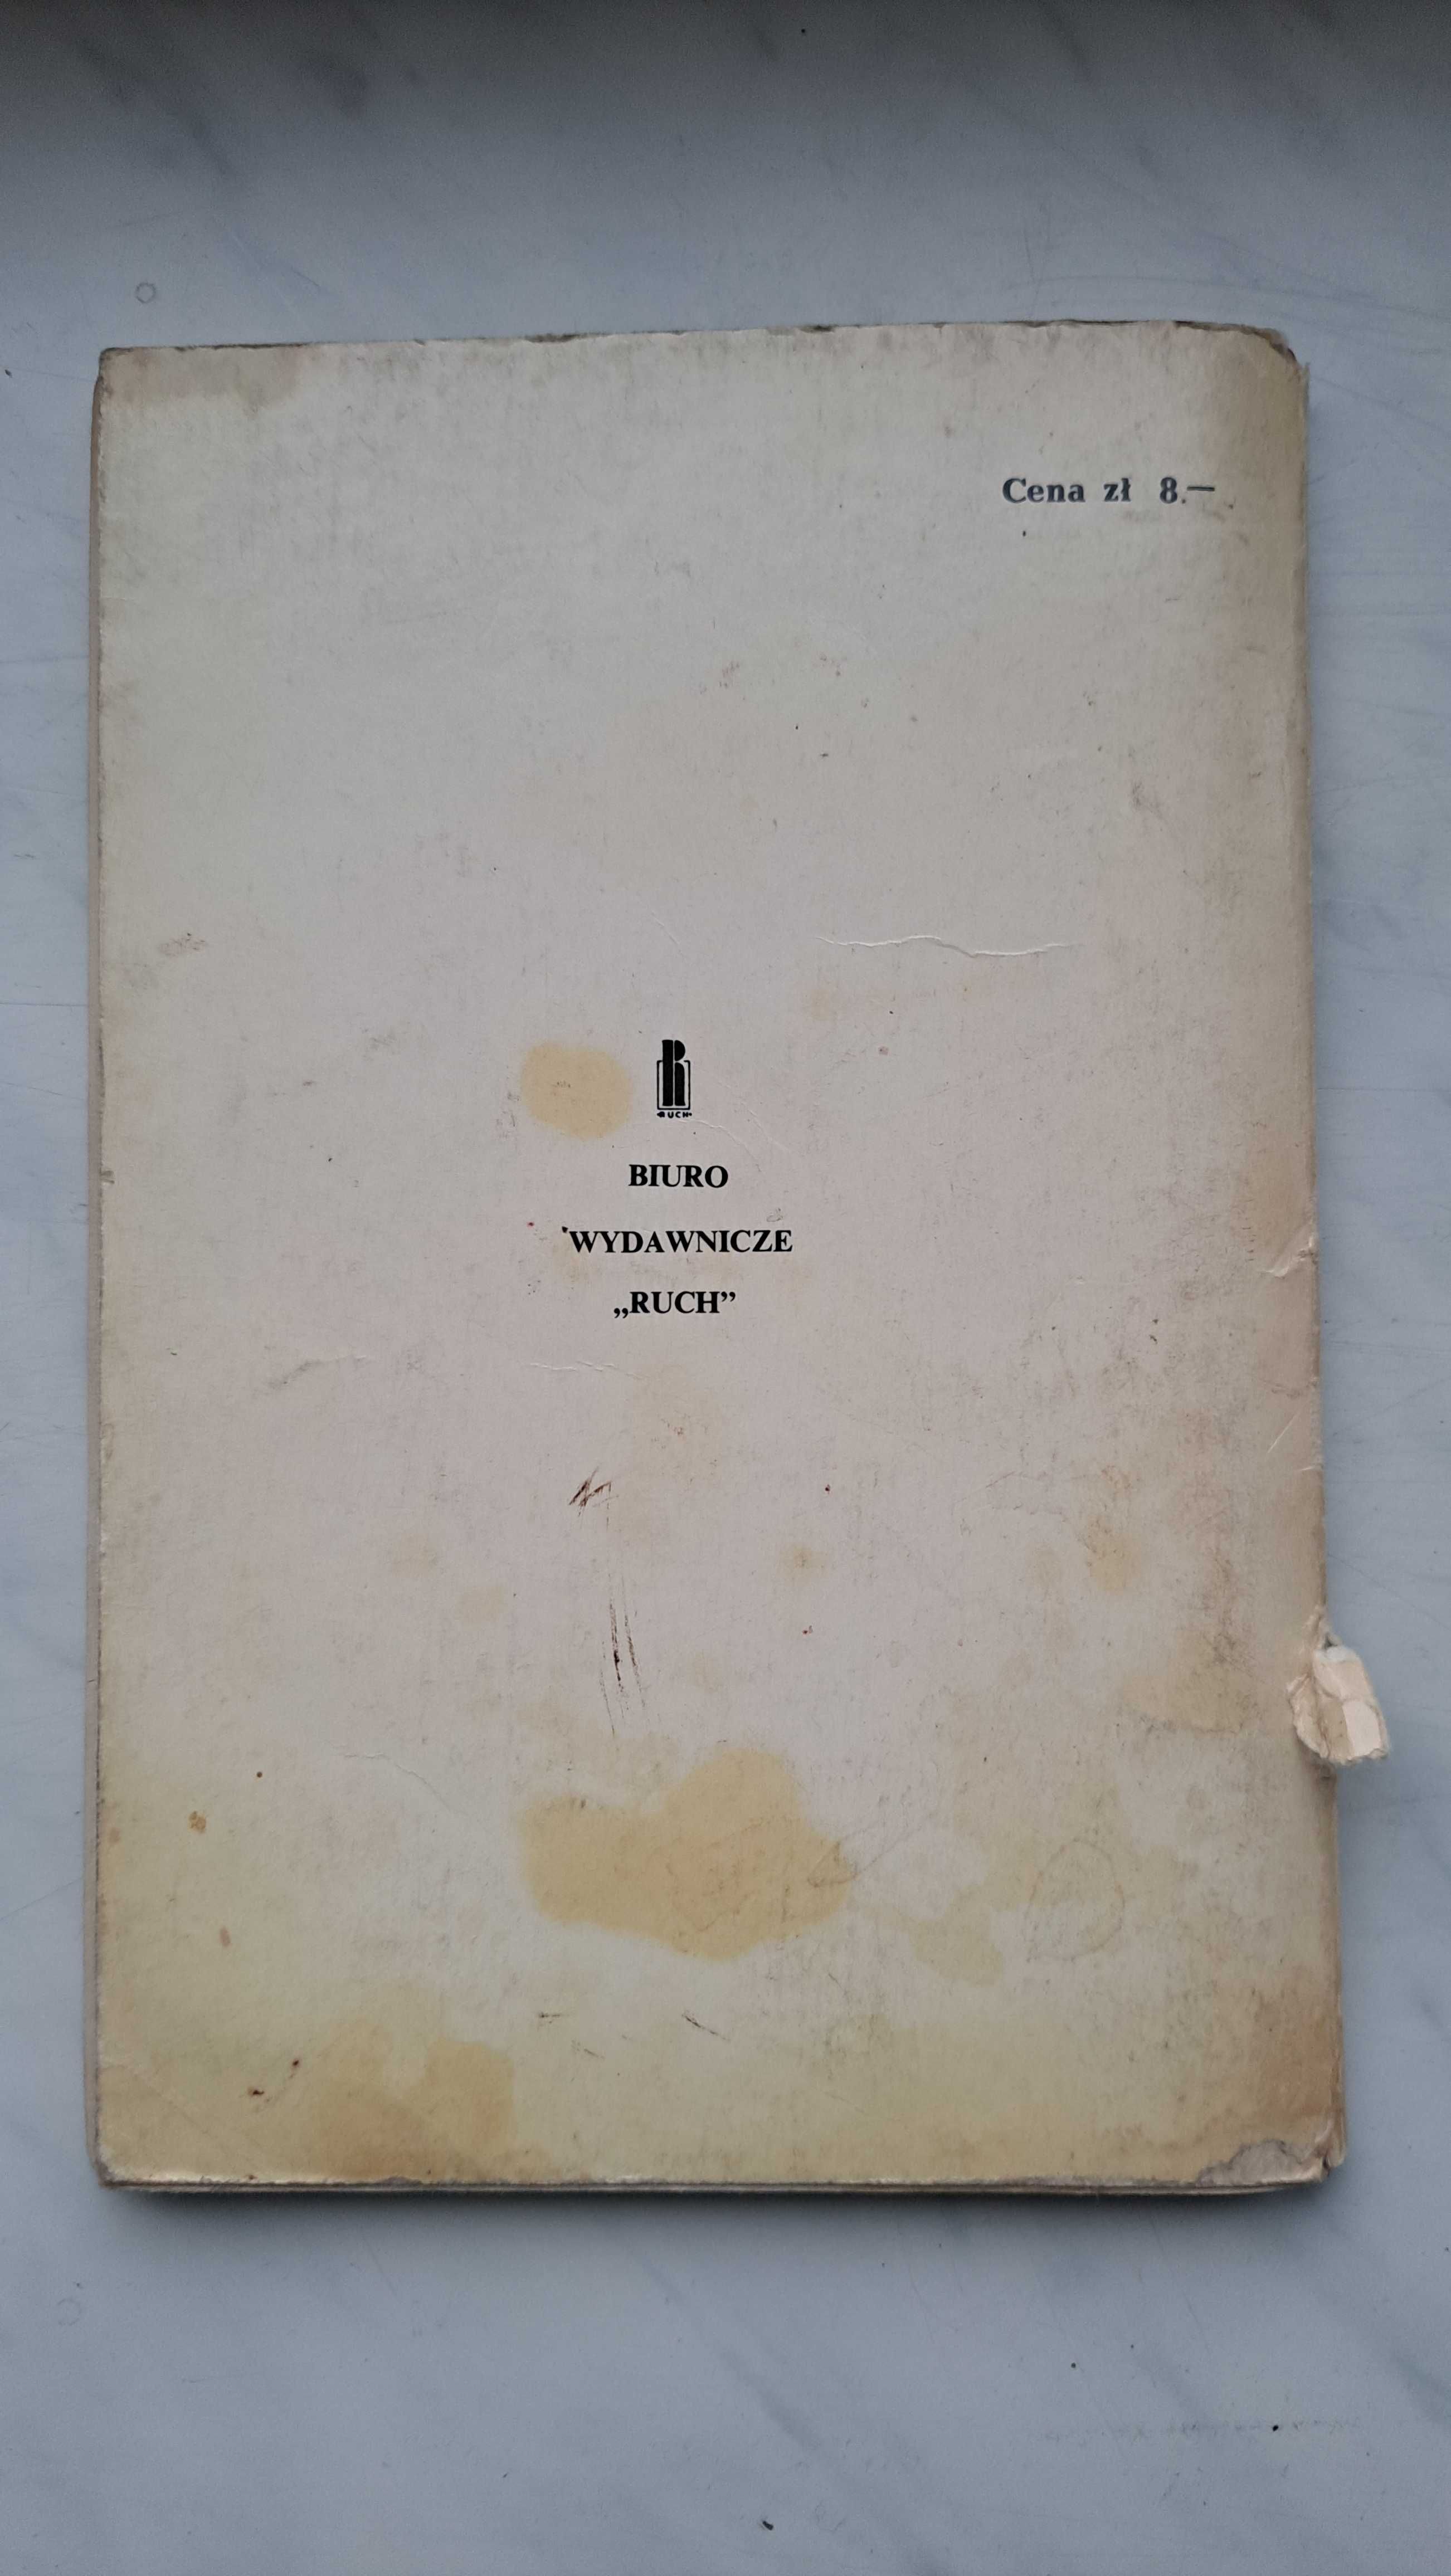 Cena zł 8.—
RUCH
BIURO
WYDAWNICZE
„RUCH”